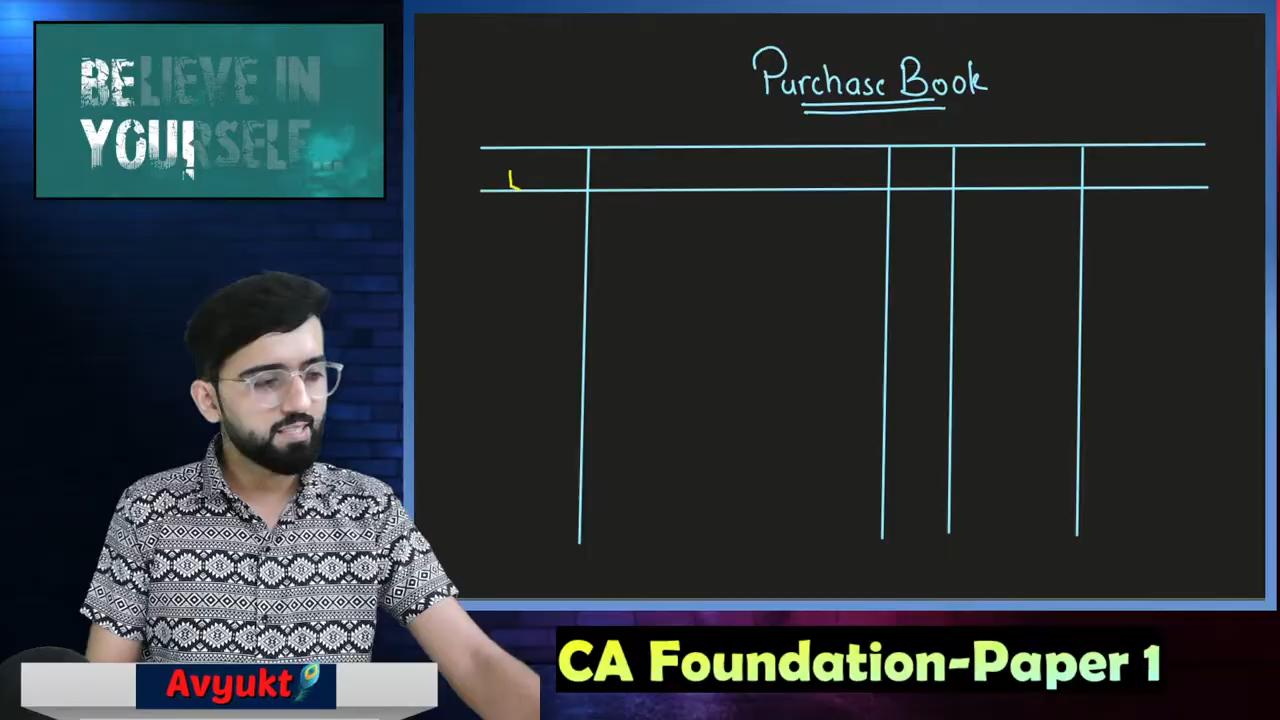 BELIEVE IN
YOURSELF...
Purchase Book
Avyukt
CA Foundation-Paper 1